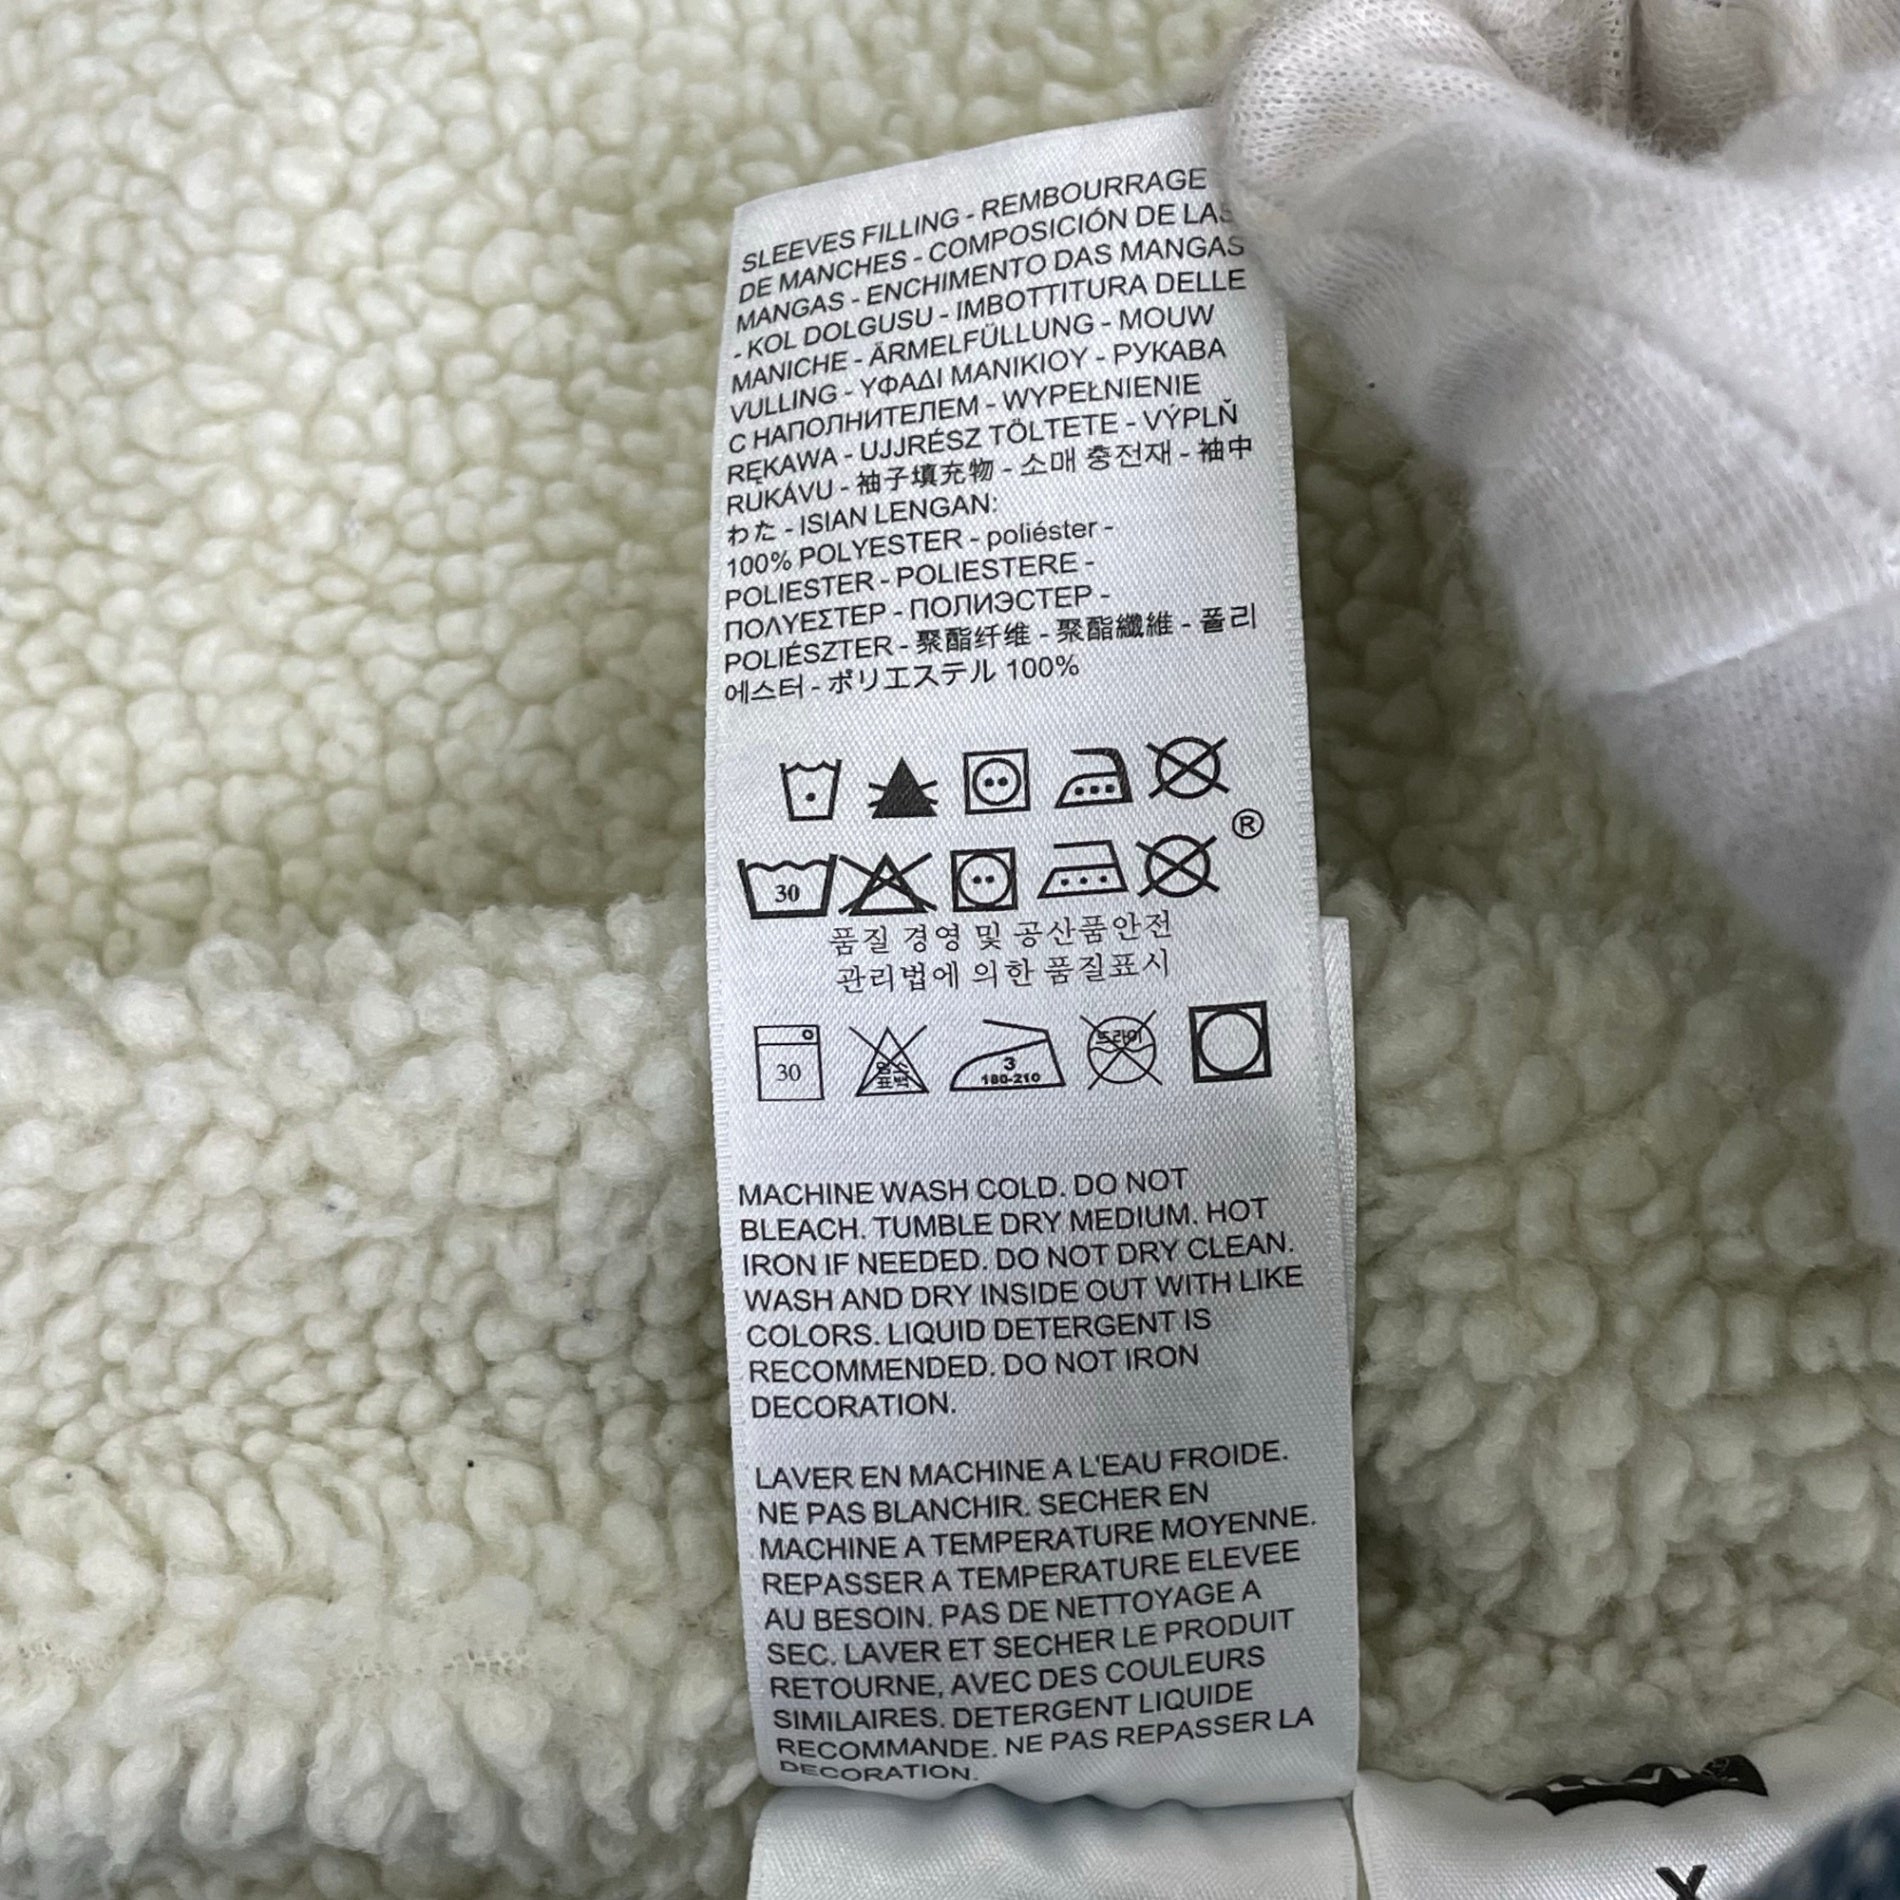 SLEEVES FILLING - REMBOURRAGE
DE MANCHES - COMPOSICIÓN DE LAS
MANGAS - ENCHIMENTO DAS MANGAS
- KOL DOLGUSU - IMBOTTITURA DELLE
MANICHE - ÄRMELFÜLLUNG - MOUW
VULLING - ΥΦΑΔΙ ΜΑΝΙΚΙΟΥ - РУКАВА
С НАПОЛНИТЕЛЕМ - WYPEŁNIENIE
RĘKAWA - UJJRÉSZ TÖLTETE - VÝPLŇ
RUKÁVU - 袖子填充物 - 소매 충전재 - 袖中
わた - ISIAN LENGAN:
100% POLYESTER - poliéster -
POLIESTER - POLIESTERE -
ΠΟΛΥΕΣΤΕΡ - ПОЛИЭСТЕР -
POLIÉSZTER - 聚酯纤维 - 聚酯纖維 - 폴리
에스터 - ポリエステル 100%
®
30
품질 경영 및 공산품안전
관리법에 의한 품질표시
30
염소
표백
3
180-210
드라이
MACHINE WASH COLD. DO NOT
BLEACH. TUMBLE DRY MEDIUM. HOT
IRON IF NEEDED. DO NOT DRY CLEAN.
WASH AND DRY INSIDE OUT WITH LIKE
COLORS. LIQUID DETERGENT IS
RECOMMENDED. DO NOT IRON
DECORATION.
LAVER EN MACHINE A L'EAU FROIDE.
NE PAS BLANCHIR. SECHER EN
MACHINE A TEMPERATURE MOYENNE.
REPASSER A TEMPERATURE ELEVEE
AU BESOIN. PAS DE NETTOYAGE A
SEC. LAVER ET SECHER LE PRODUIT
RETOURNE, AVEC DES COULEURS
SIMILAIRES. DETERGENT LIQUIDE
RECOMMANDE. NE PAS REPASSER LA
DECORATION.
X